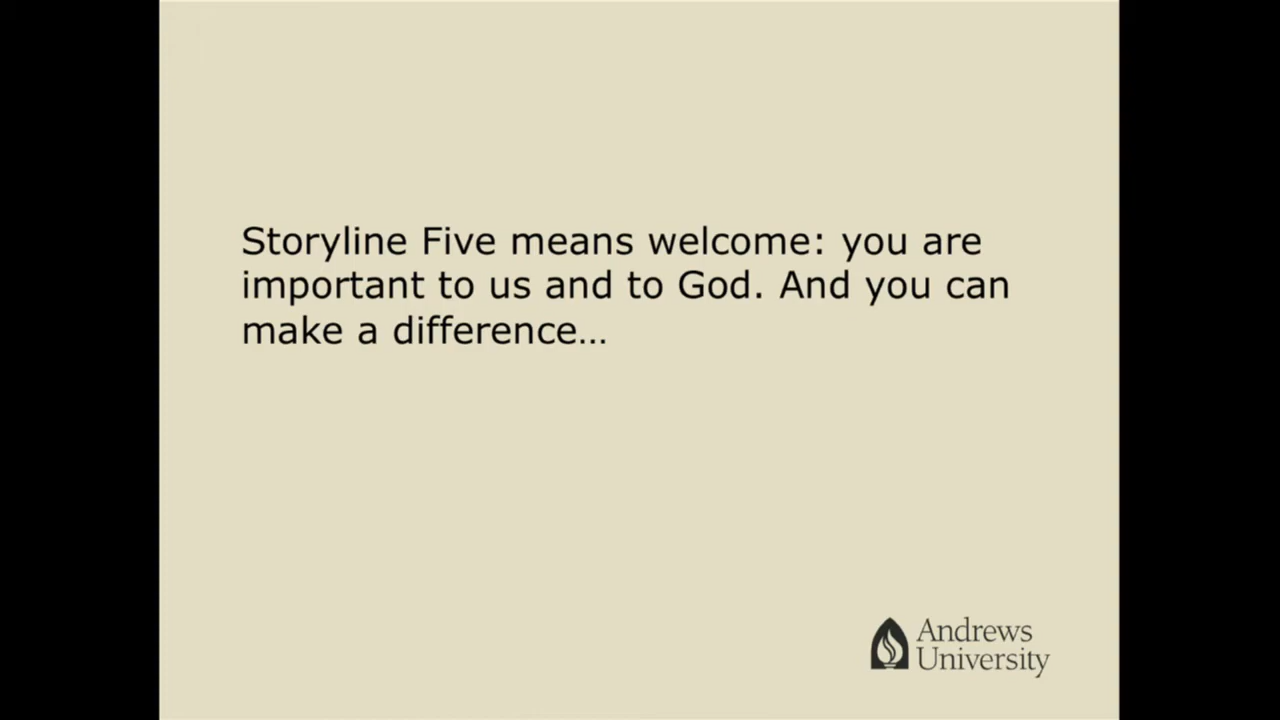 Storyline Five means welcome: you are
important to us and to God. And you can
make a difference…
Andrews
University